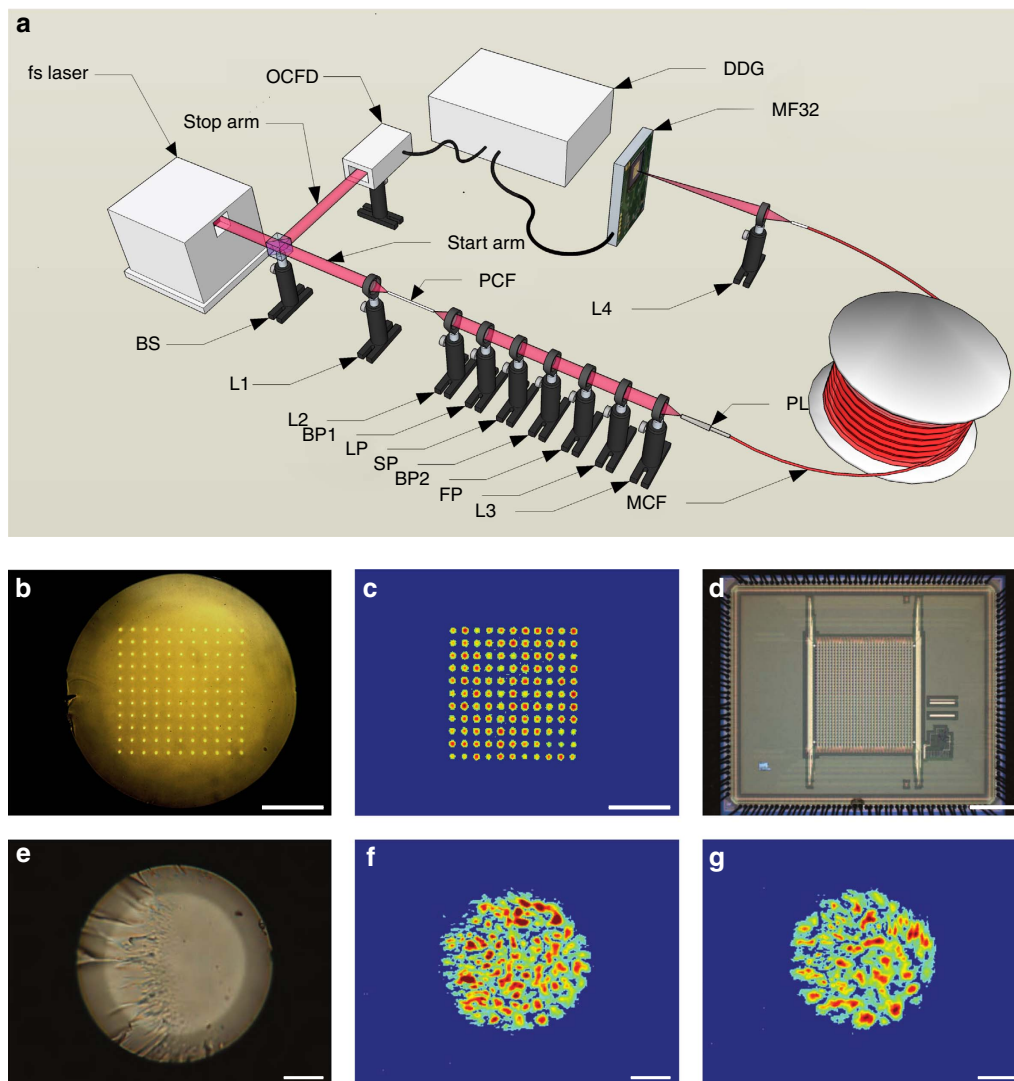 a
fs laser
OCFD
DDG
Stop arm
MF32
Start arm
PCF
L4
BS
L1
PL
L2
BP1
LP
SP
BP2
FP
L3
MCF
b
c
d
e
f
g